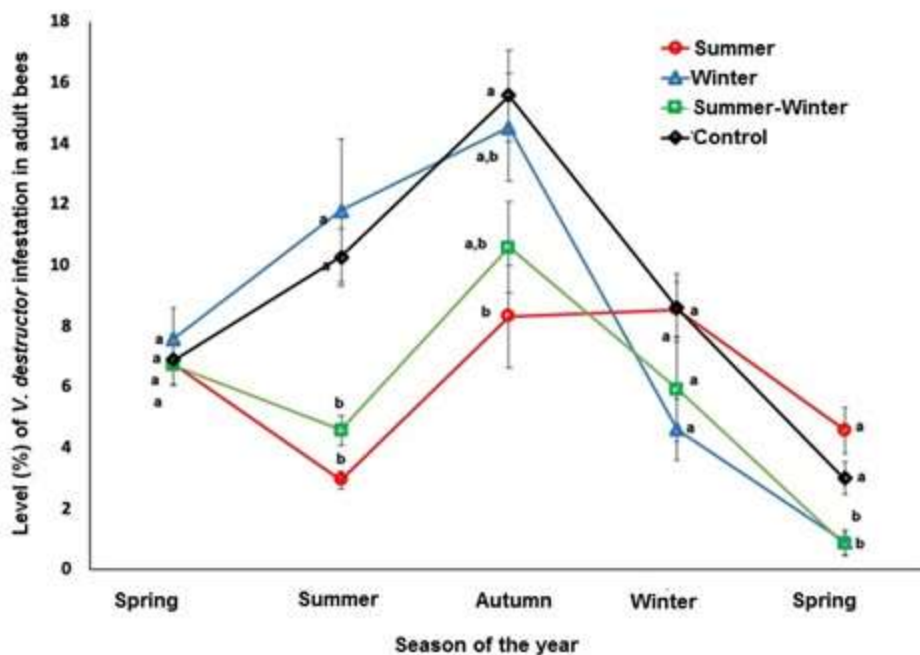 Level (%) of V. destructor infestation in adult bees
18
16
14
12
10
8
6
4
2
0
Summer
Winter
Summer-Winter
Control
a
a
a
a
a
a
b
b
a
a,b
a,b
b
a
a
a
a
a
a
b
b
Spring
Summer
Autumn
Winter
Spring
Season of the year